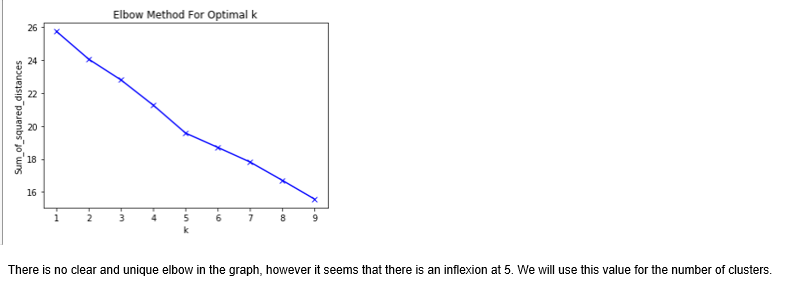 Elbow Method For Optimal k
26
24
22
20
18
16
Sum_of_squared_distances
1 2 3 4 5 6 7 8 9
k
There is no clear and unique elbow in the graph, however it seems that there is an inflexion at 5. We will use this value for the number of clusters.